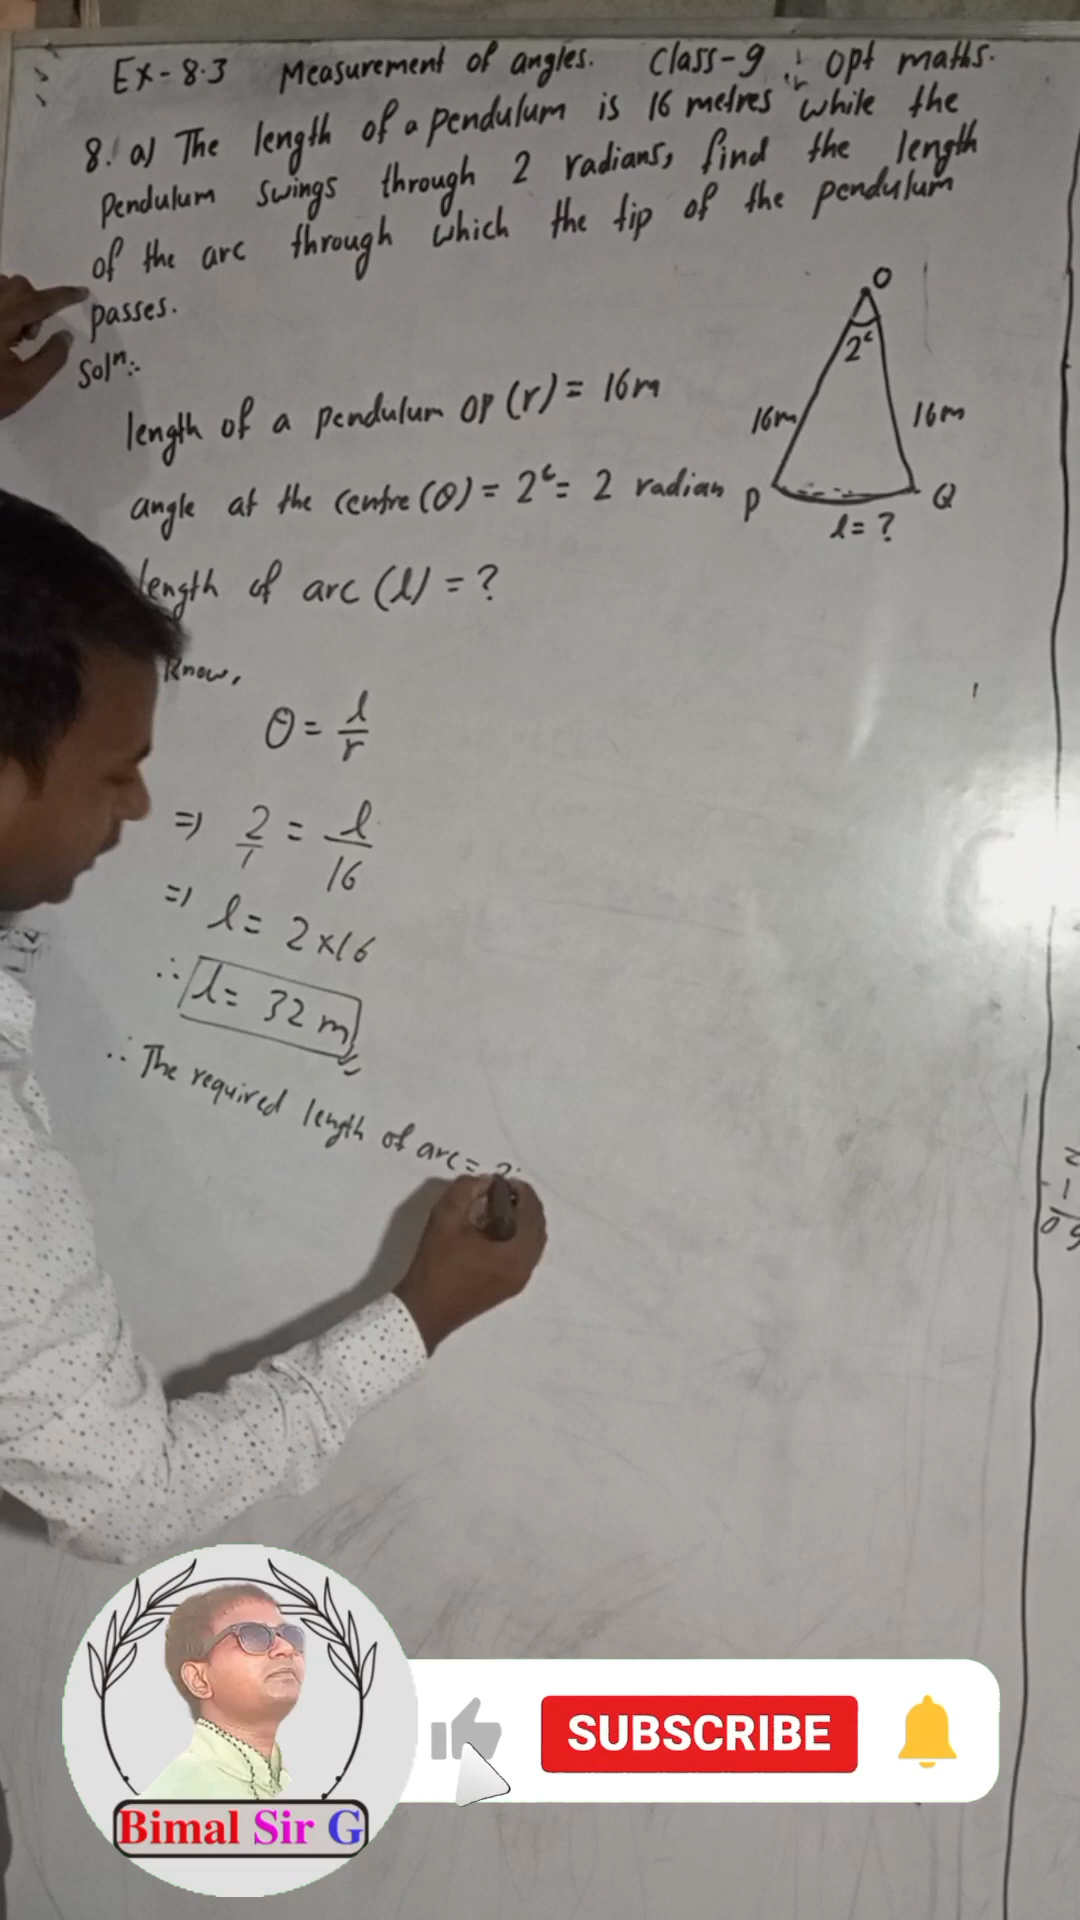 Ex-8.3 Measurement of angles. Class-9 : opt maths.
8. a) The length of a pendulum is 16 metres while the
Pendulum swings through 2 radians, find the length
of the arc through which the tip of the pendulum
passes.
Solⁿ:-
length of a pendulum OP (r) = 16m
angle at the centre (θ) = 2ᶜ = 2 radian
length of arc (l) = ?
O
2ᶜ
16m
16m
P
Q
l = ?
Know,
θ = l/r
⇒ 2/1 = l/16
⇒ l = 2×16
∴ l = 32 m
∴ The required length of arc =
SUBSCRIBE
Bimal Sir G